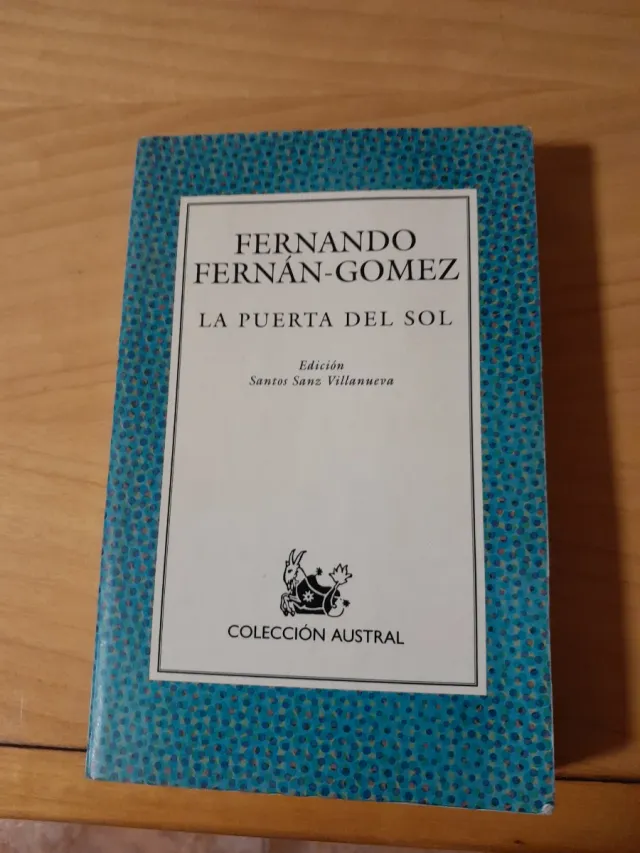 FERNANDO
FERNÁN-GOMEZ
LA PUERTA DEL SOL
Edición
Santos Sanz Villanueva
COLECCIÓN AUSTRAL